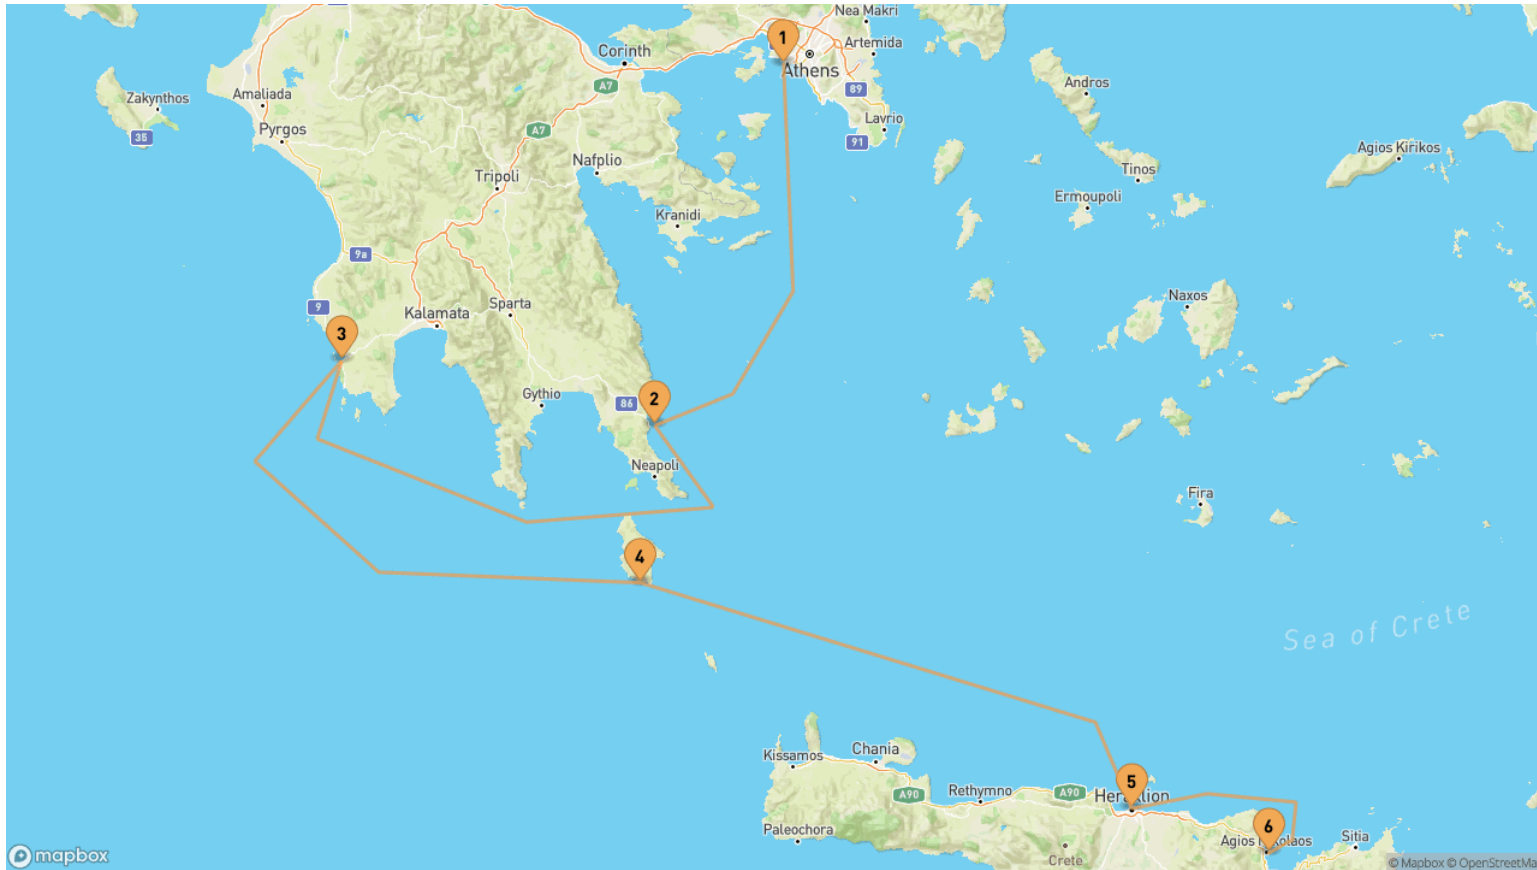 Nea Makri
1
Corinth
Artemida
Athens
A7
Andros
Zakynthos
Amaliada
89
35
Pyrgos
A7
Lavrio
91
Agios Kirikos
Nafplio
Tripoli
Tinos
Ermoupoli
Kranidi
9a
9
Sparta
Naxos
Kalamata
3
Gythio
86
2
Neapoli
Fira
4
Sea of Crete
Kissamos
Chania
5
Rethymno
A90
A90
Heraklion
Paleochora
6
Agios Nikolaos
Sitia
Crete
mapbox
© Mapbox © OpenStreetMa